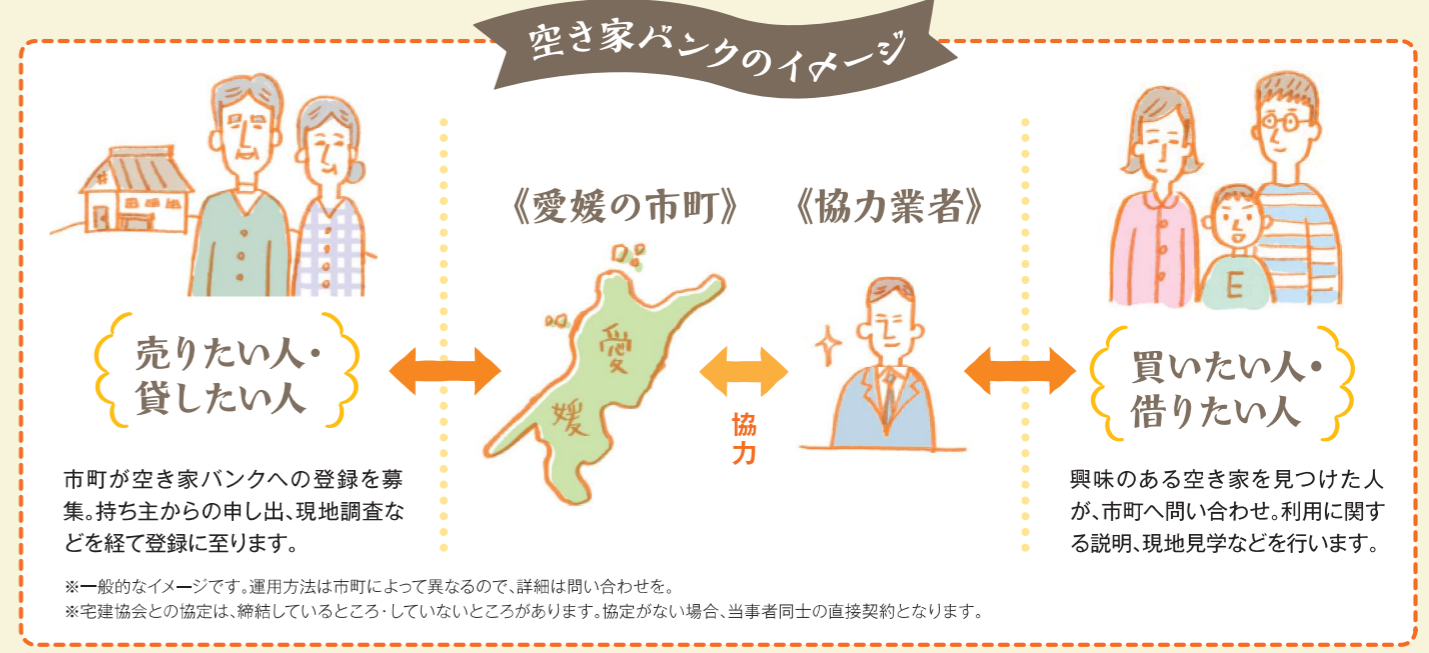 空き家バンクのイメージ
《愛媛の市町》
《協力業者》
愛
媛
協
力
E
売りたい人・
貸したい人
市町が空き家バンクへの登録を募
集。持ち主からの申し出、現地調査な
どを経て登録に至ります。
買いたい人・
借りたい人
興味のある空き家を見つけた人
が、市町へ問い合わせ。利用に関す
る説明、現地見学などを行います。
※一般的なイメージです。運用方法は市町によって異なるので、詳細は問い合わせを。
※宅建協会との協定は、締結しているところ・していないところがあります。協定がない場合、当事者同士の直接契約となります。